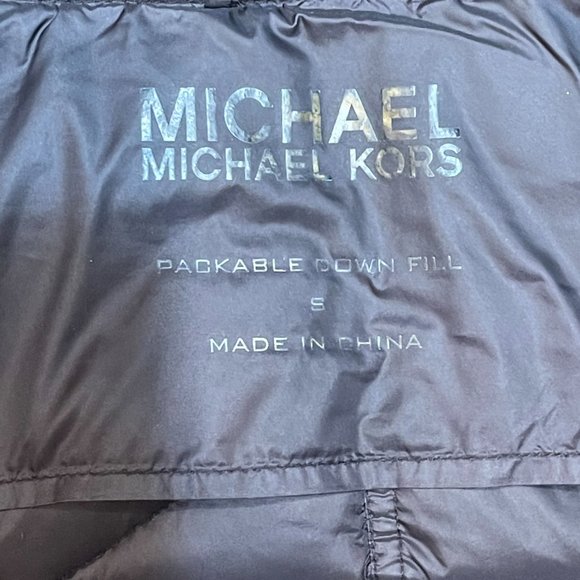 MICHAEL
MICHAEL KORS
PACKABLE DOWN FILL
S
MADE IN CHINA